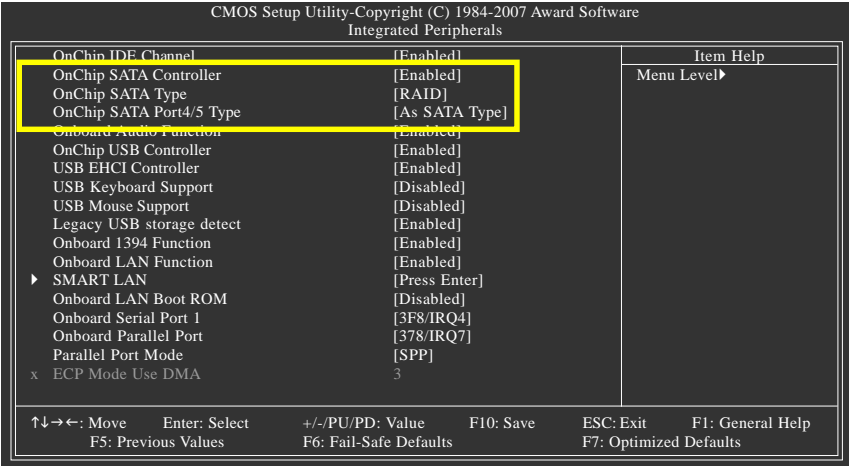 CMOS Setup Utility-Copyright (C) 1984-2007 Award Software
Integrated Peripherals
OnChip IDE Channel [Enabled] Item Help
OnChip SATA Controller [Enabled] Menu Level▶
OnChip SATA Type [RAID]
OnChip SATA Port4/5 Type [As SATA Type]
Onboard Audio Function [Enabled]
OnChip USB Controller [Enabled]
USB EHCI Controller [Enabled]
USB Keyboard Support [Disabled]
USB Mouse Support [Disabled]
Legacy USB storage detect [Enabled]
Onboard 1394 Function [Enabled]
Onboard LAN Function [Enabled]
▶ SMART LAN [Press Enter]
Onboard LAN Boot ROM [Disabled]
Onboard Serial Port 1 [3F8/IRQ4]
Onboard Parallel Port [378/IRQ7]
Parallel Port Mode [SPP]
x ECP Mode Use DMA 3
↑↓→←: Move Enter: Select +/-/PU/PD: Value F10: Save ESC: Exit F1: General Help
F5: Previous Values F6: Fail-Safe Defaults F7: Optimized Defaults